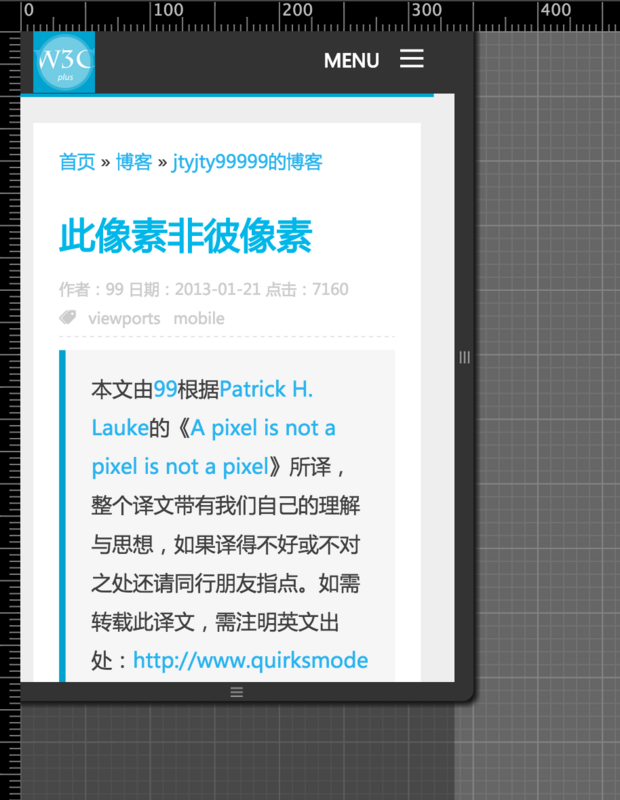 0 100 200 300 400
W3C
plus
MENU
首页 » 博客 » jtyjty99999的博客
此像素非彼像素
作者：99 日期：2013-01-21 点击：7160
viewports mobile
本文由99根据Patrick H.
Lauke的《A pixel is not a
pixel is not a pixel》所译，
整个译文带有我们自己的理解
与思想，如果译得不好或不对
之处还请同行朋友指点。如需
转载此译文，需注明英文出
处：http://www.quirksmode